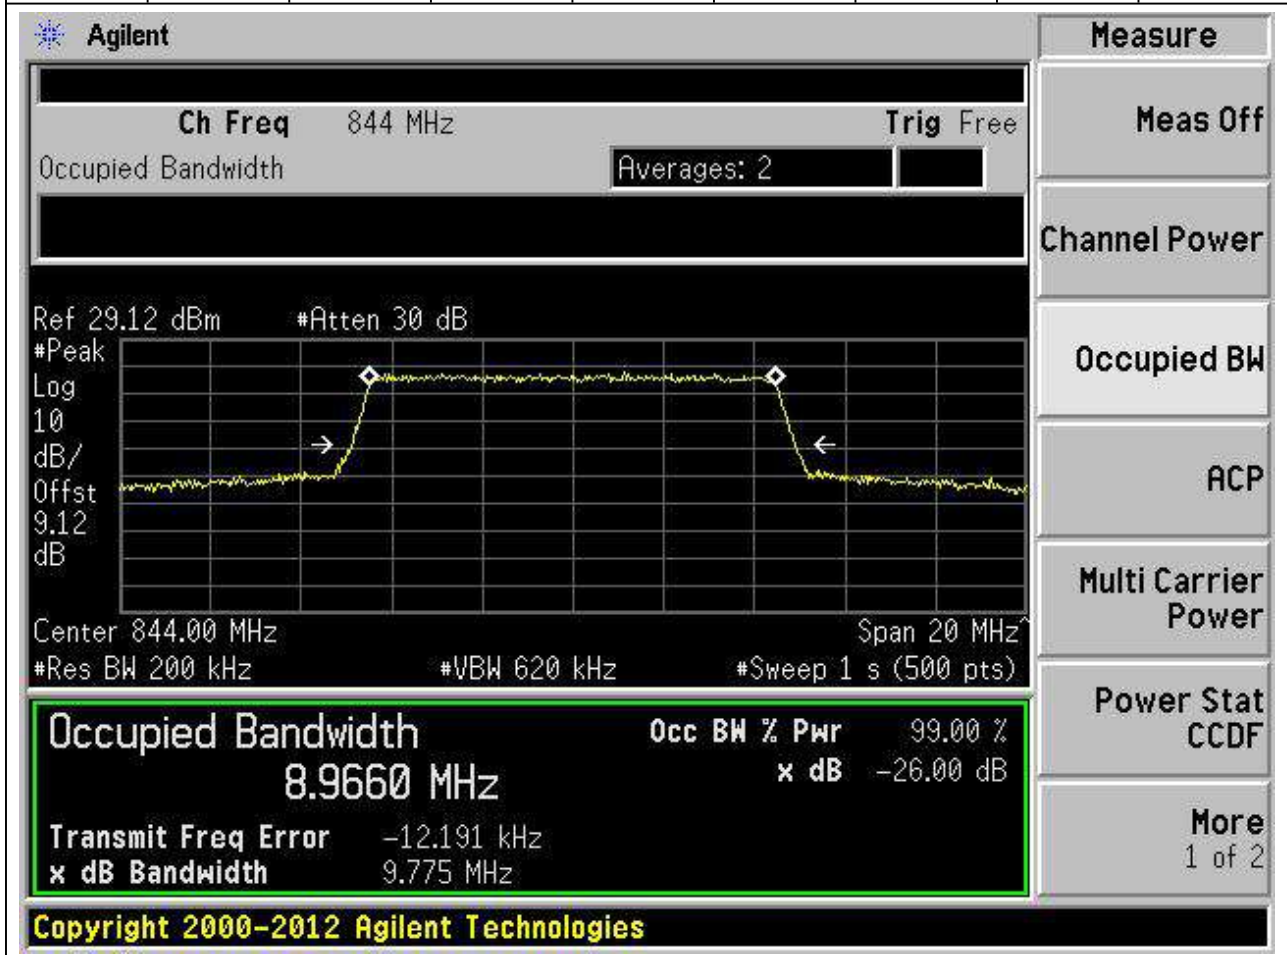 Agilent
Measure
Ch Freq 844 MHz Trig Free
Occupied Bandwidth Averages: 2
Meas Off
Channel Power
Occupied BW
ACP
Multi Carrier
Power
Power Stat
CCDF
More
1 of 2
Ref 29.12 dBm #Atten 30 dB
#Peak
Log
10
dB/
Offst
9.12
dB
Center 844.00 MHz Span 20 MHz^
#Res BW 200 kHz #VBW 620 kHz #Sweep 1 s (500 pts)
Occupied Bandwidth Occ BW % Pwr 99.00 %
8.9660 MHz x dB -26.00 dB
Transmit Freq Error -12.191 kHz
x dB Bandwidth 9.775 MHz
Copyright 2000-2012 Agilent Technologies